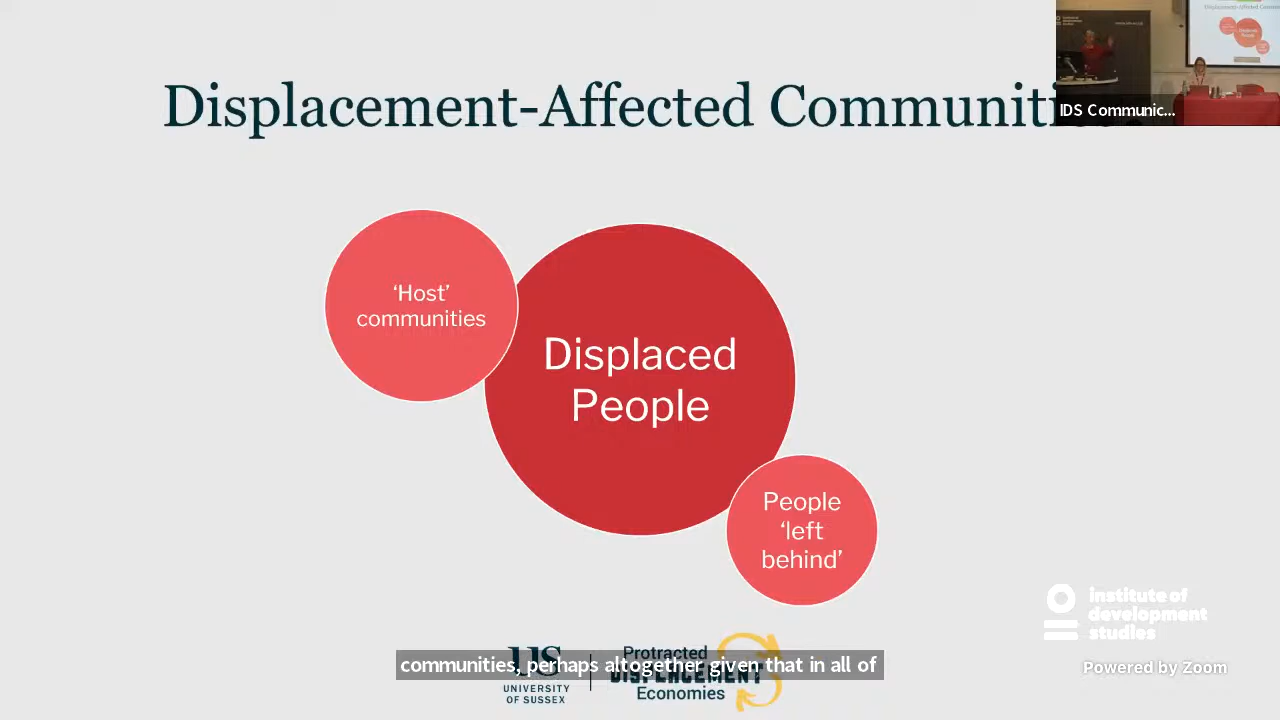 Displacement-Affected Communiti
IDS Communic...
‘Host’
communities
Displaced
People
People
‘left
behind’
institute of
development
studies
Powered by Zoom
US
UNIVERSITY
OF SUSSEX
Protracted
DISPLACEMENT
Economies
communities, perhaps altogether given that in all of